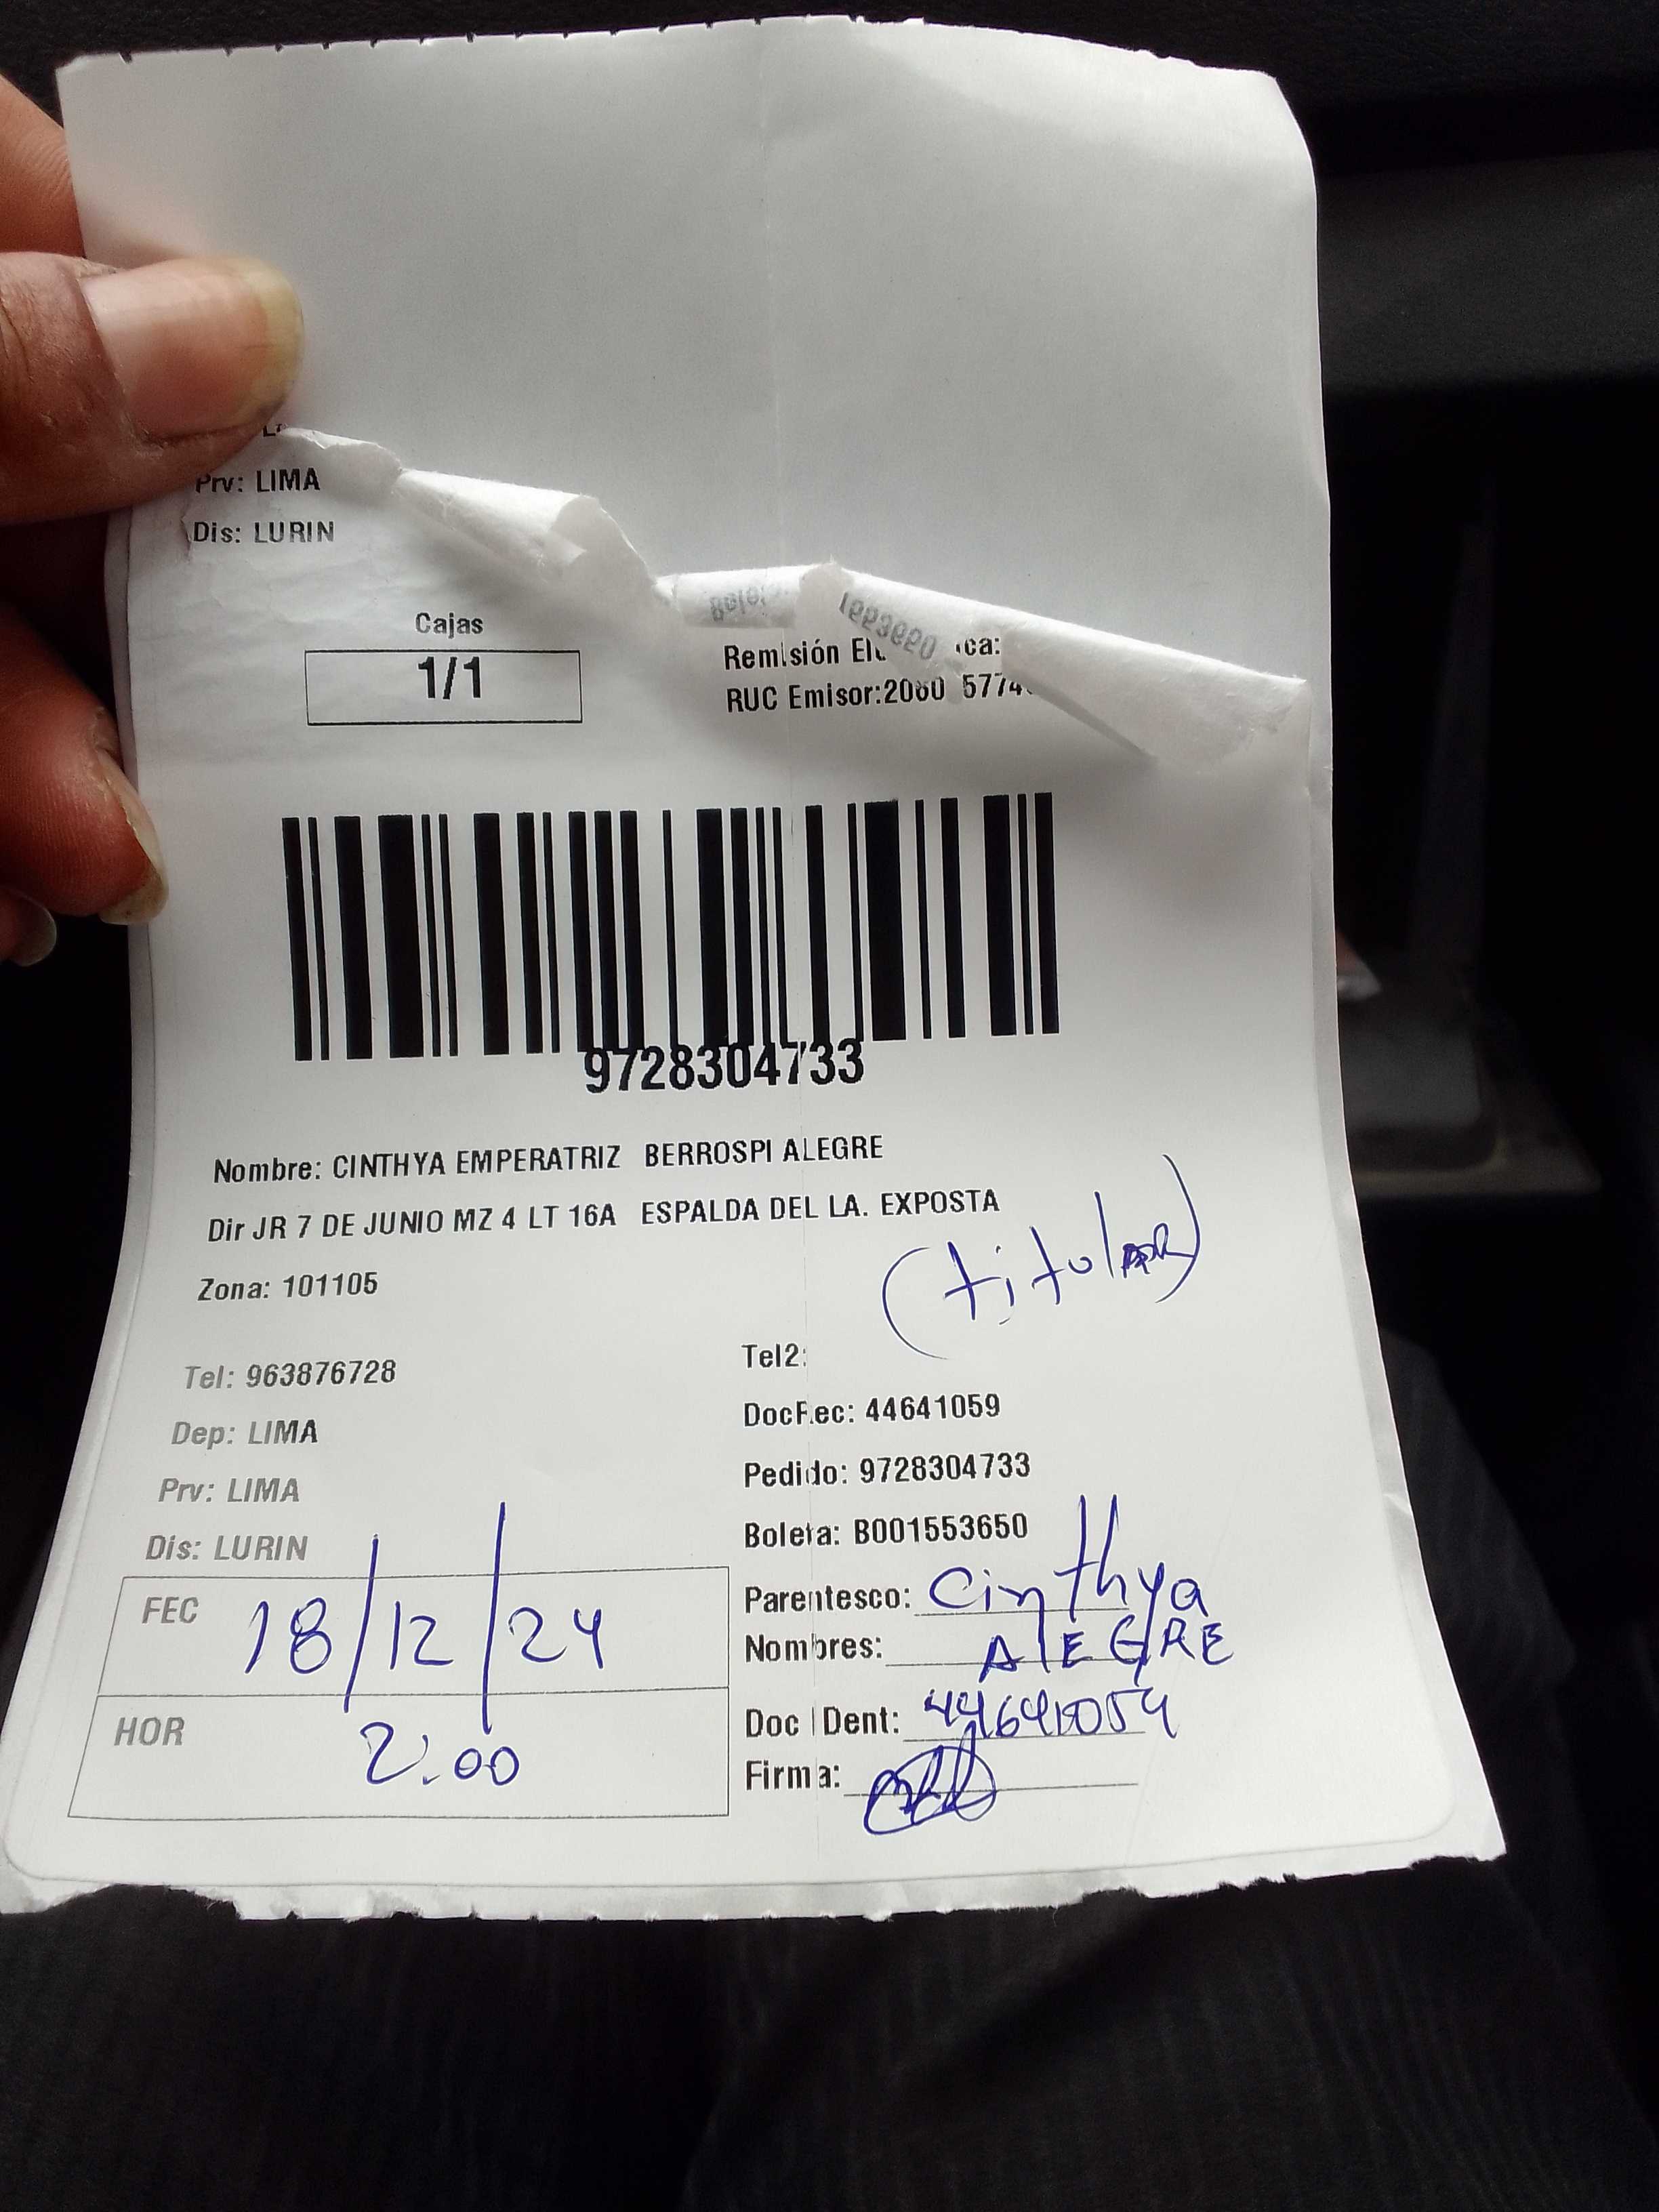 Prv: LIMA
Dis: LURIN
Cajas
1/1
Remisión
RUC Emisor:
9728304733
Nombre: CINTHYA EMPERATRIZ BERROSPI ALEGRE
Dir JR 7 DE JUNIO MZ 4 LT 16A ESPALDA DEL LA. EXPOSTA
(titular)
Zona: 101105
Tel: 963876728
Dep: LIMA
Prv: LIMA
Dis: LURIN
Tel2:
DocRec: 44641059
Pedido: 9728304733
Boleta: B001553650
FEC 18/12/24
HOR 2:00
Parentesco: Cinthya
Nombres: ALEGRE
Doc Dent: 44641059
Firma: